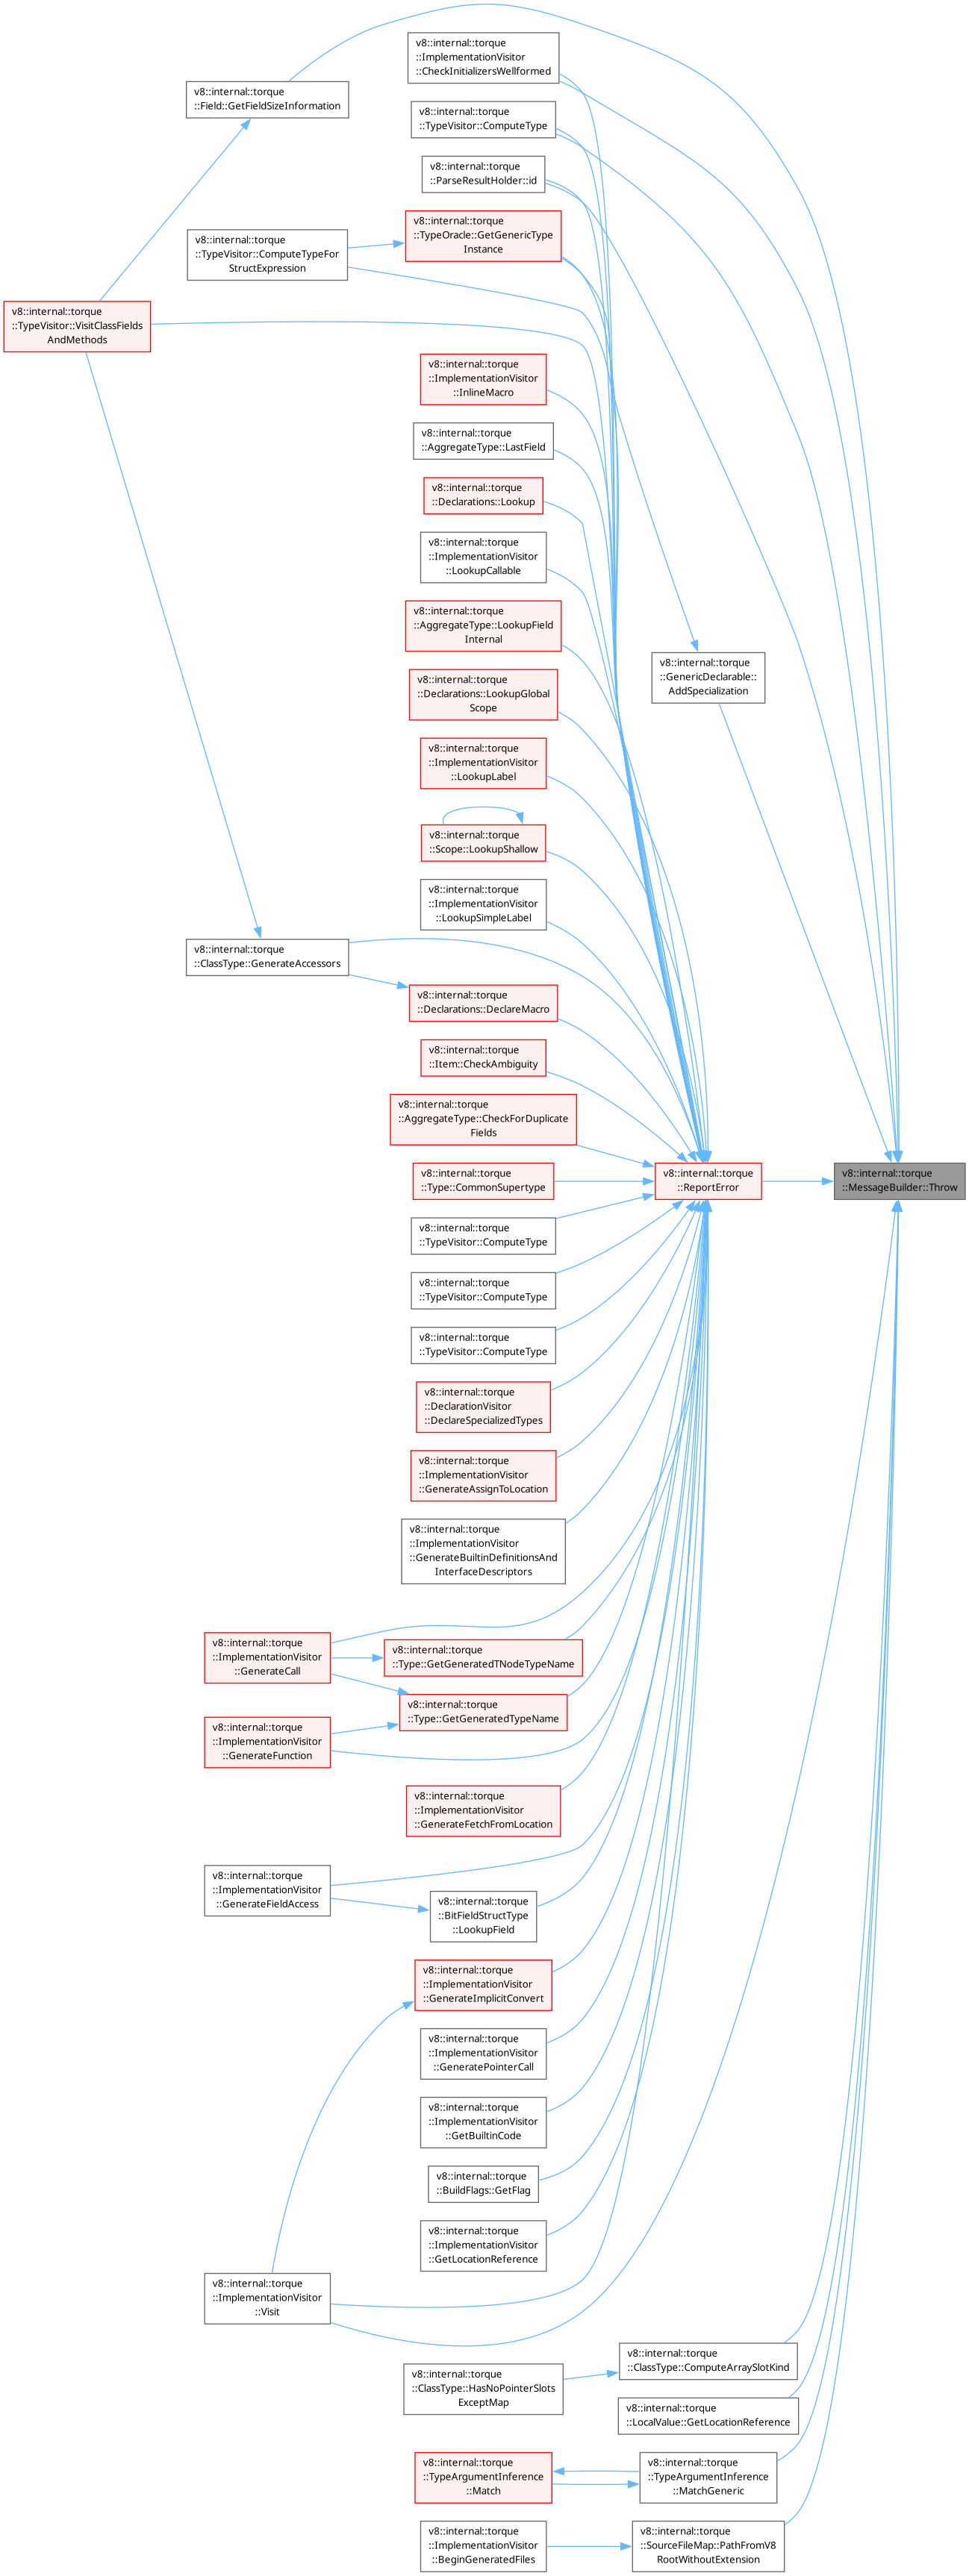 v8::internal::torque
::ImplementationVisitor
::CheckInitializersWellformed
v8::internal::torque
::Field::GetFieldSizeInformation
v8::internal::torque
::TypeVisitor::ComputeType
v8::internal::torque
::ParseResultHolder::id
v8::internal::torque
::TypeOracle::GetGenericType
Instance
v8::internal::torque
::TypeVisitor::ComputeTypeFor
StructExpression
v8::internal::torque
::TypeVisitor::VisitClassFields
AndMethods
v8::internal::torque
::ImplementationVisitor
::InlineMacro
v8::internal::torque
::AggregateType::LastField
v8::internal::torque
::Declarations::Lookup
v8::internal::torque
::ImplementationVisitor
::LookupCallable
v8::internal::torque
::AggregateType::LookupField
Internal
v8::internal::torque
::GenericDeclarable::
AddSpecialization
v8::internal::torque
::Declarations::LookupGlobal
Scope
v8::internal::torque
::ImplementationVisitor
::LookupLabel
v8::internal::torque
::Scope::LookupShallow
v8::internal::torque
::ImplementationVisitor
::LookupSimpleLabel
v8::internal::torque
::ClassType::GenerateAccessors
v8::internal::torque
::Declarations::DeclareMacro
v8::internal::torque
::Item::CheckAmbiguity
v8::internal::torque
::AggregateType::CheckForDuplicate
Fields
v8::internal::torque
::Type::CommonSupertype
v8::internal::torque
::ReportError
v8::internal::torque
::MessageBuilder::Throw
v8::internal::torque
::TypeVisitor::ComputeType
v8::internal::torque
::TypeVisitor::ComputeType
v8::internal::torque
::TypeVisitor::ComputeType
v8::internal::torque
::DeclarationVisitor
::DeclareSpecializedTypes
v8::internal::torque
::ImplementationVisitor
::GenerateAssignToLocation
v8::internal::torque
::ImplementationVisitor
::GenerateBuiltinDefinitionsAnd
InterfaceDescriptors
v8::internal::torque
::ImplementationVisitor
::GenerateCall
v8::internal::torque
::Type::GetGeneratedTNodeTypeName
v8::internal::torque
::Type::GetGeneratedTypeName
v8::internal::torque
::ImplementationVisitor
::GenerateFunction
v8::internal::torque
::ImplementationVisitor
::GenerateFetchFromLocation
v8::internal::torque
::ImplementationVisitor
::GenerateFieldAccess
v8::internal::torque
::BitFieldStructType
::LookupField
v8::internal::torque
::ImplementationVisitor
::GenerateImplicitConvert
v8::internal::torque
::ImplementationVisitor
::GeneratePointerCall
v8::internal::torque
::ImplementationVisitor
::GetBuiltinCode
v8::internal::torque
::BuildFlags::GetFlag
v8::internal::torque
::ImplementationVisitor
::GetLocationReference
v8::internal::torque
::ImplementationVisitor
::Visit
v8::internal::torque
::ClassType::ComputeArraySlotKind
v8::internal::torque
::ClassType::HasNoPointerSlots
ExceptMap
v8::internal::torque
::LocalValue::GetLocationReference
v8::internal::torque
::TypeArgumentInference
::Match
v8::internal::torque
::TypeArgumentInference
::MatchGeneric
v8::internal::torque
::ImplementationVisitor
::BeginGeneratedFiles
v8::internal::torque
::SourceFileMap::PathFromV8
RootWithoutExtension